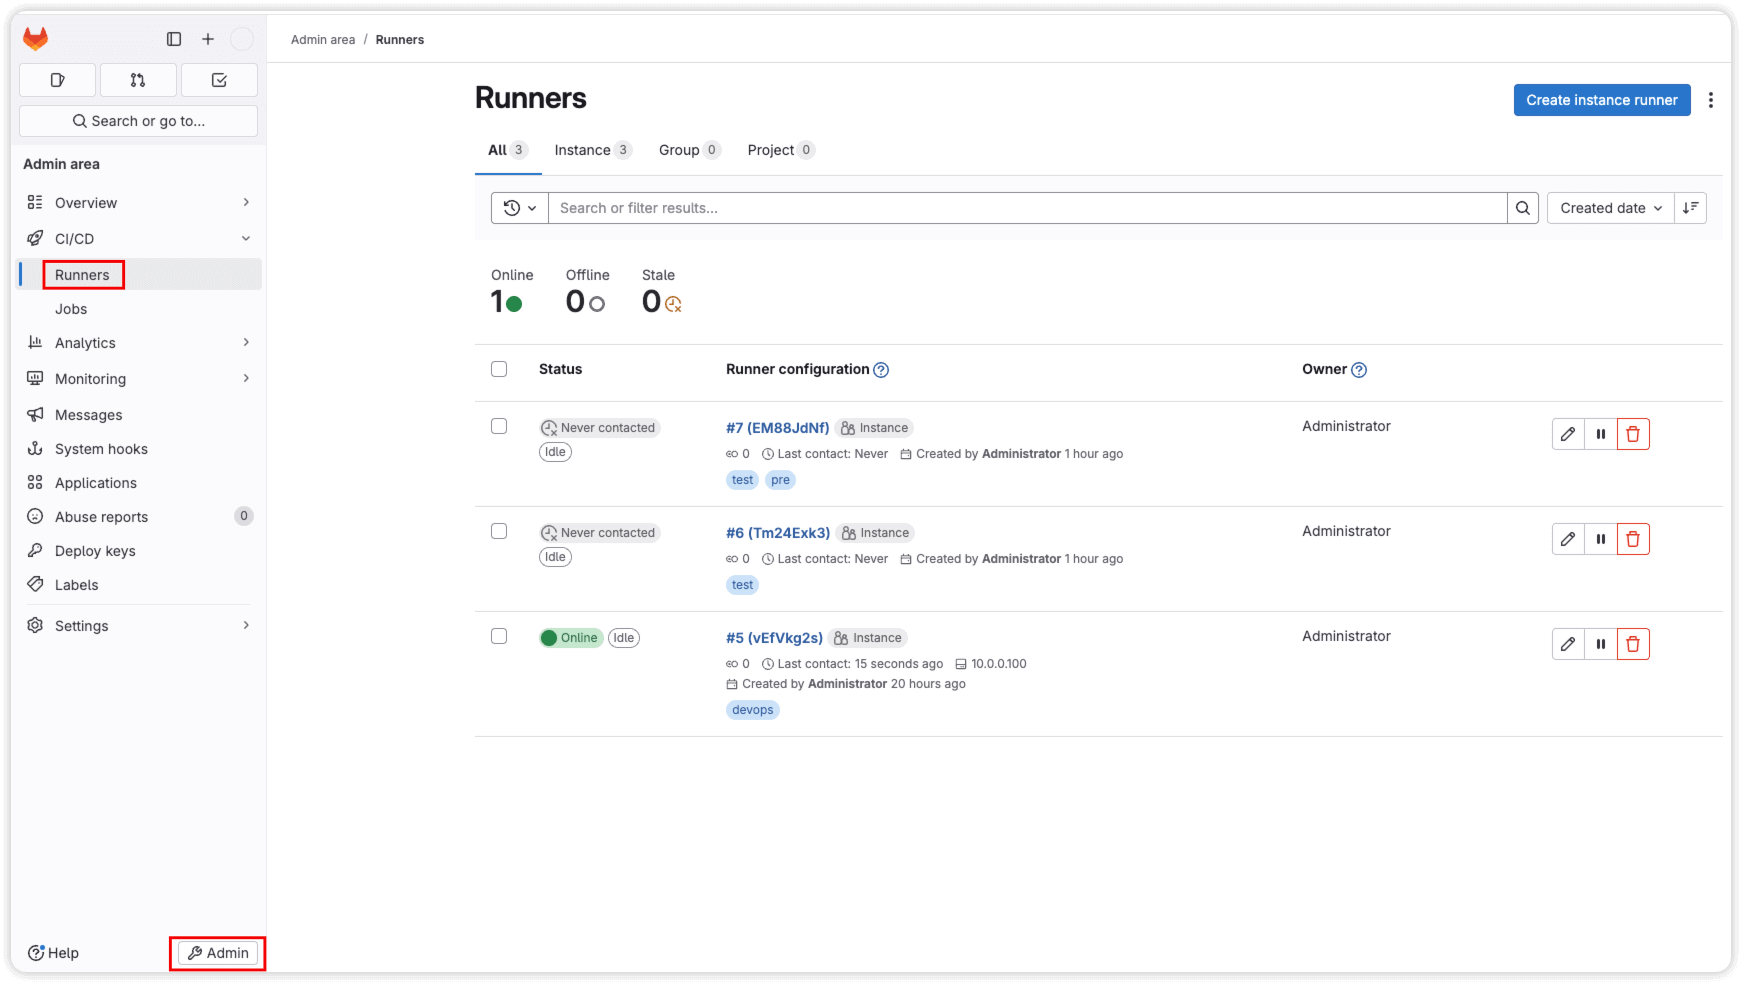 Admin area / Runners
Search or go to...
Admin area
Overview
CI/CD
Runners
Jobs
Analytics
Monitoring
Messages
System hooks
Applications
Abuse reports 0
Deploy keys
Labels
Settings
Help
Admin
Runners
Create instance runner
All 3 Instance 3 Group 0 Project 0
Search or filter results...
Created date
Online Offline Stale
1 0 0
Status Runner configuration Owner
Never contacted #7 (EM88JdNf) Instance Administrator
Idle 0 Last contact: Never Created by Administrator 1 hour ago
test pre
Never contacted #6 (Tm24Exk3) Instance Administrator
Idle 0 Last contact: Never Created by Administrator 1 hour ago
test
Online Idle #5 (vEfVkg2s) Instance Administrator
0 Last contact: 15 seconds ago 10.0.0.100
Created by Administrator 20 hours ago
devops